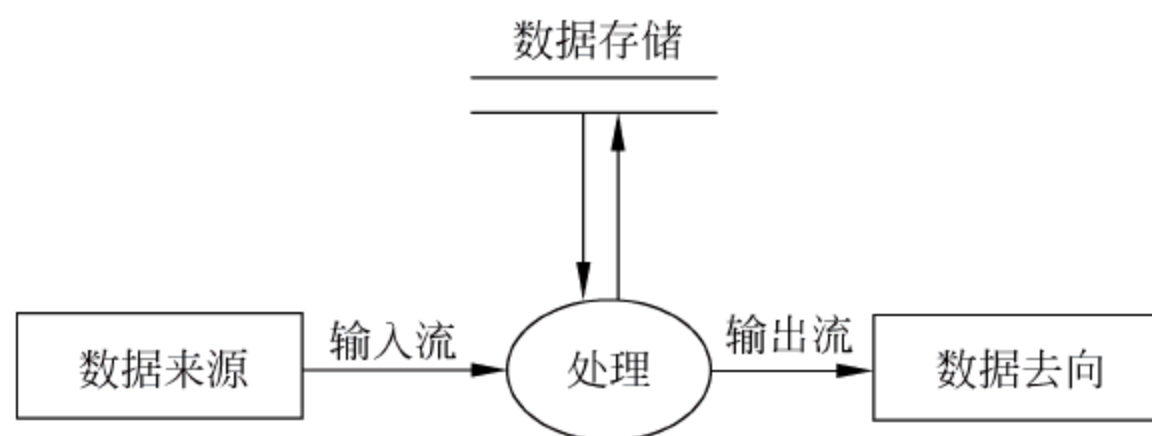 数据存储
数据来源
输入流
处理
输出流
数据去向